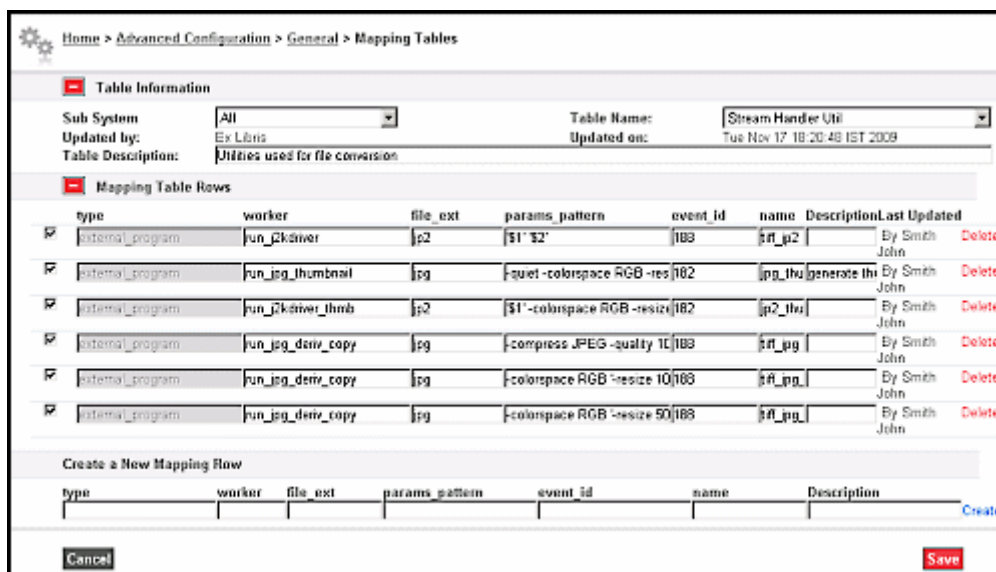 Home > Advanced Configuration > General > Mapping Tables
Table Information
Sub System All Table Name: Stream Handler Util
Updated by: Ex Libris Updated on: Tue Nov 17 18:20:48 IST 2009
Table Description: Utilities used for file conversion
Mapping Table Rows
type worker file_ext params_pattern event_id name Description Last Updated
external_program run_j2kdriver jp2 '$1' '$2' 188 tiff_jp2 By Smith John Delete
external_program run_jpg_thumbnail jpg -quiet -colorspace RGB -res 182 jpg_thu generate th By Smith John Delete
external_program run_j2kdriver_thmb jp2 '$1' -colorspace RGB -resize 182 jp2_thu By Smith John Delete
external_program run_jpg_deriv_copy jpg -compress JPEG -quality 10 188 tiff_jpg By Smith John Delete
external_program run_jpg_deriv_copy jpg -colorspace RGB '-resize 10 188 tiff_jpg_ By Smith John Delete
external_program run_jpg_deriv_copy jpg -colorspace RGB '-resize 50 188 tiff_jpg_ By Smith John Delete
Create a New Mapping Row
type worker file_ext params_pattern event_id name Description
Create
Cancel Save